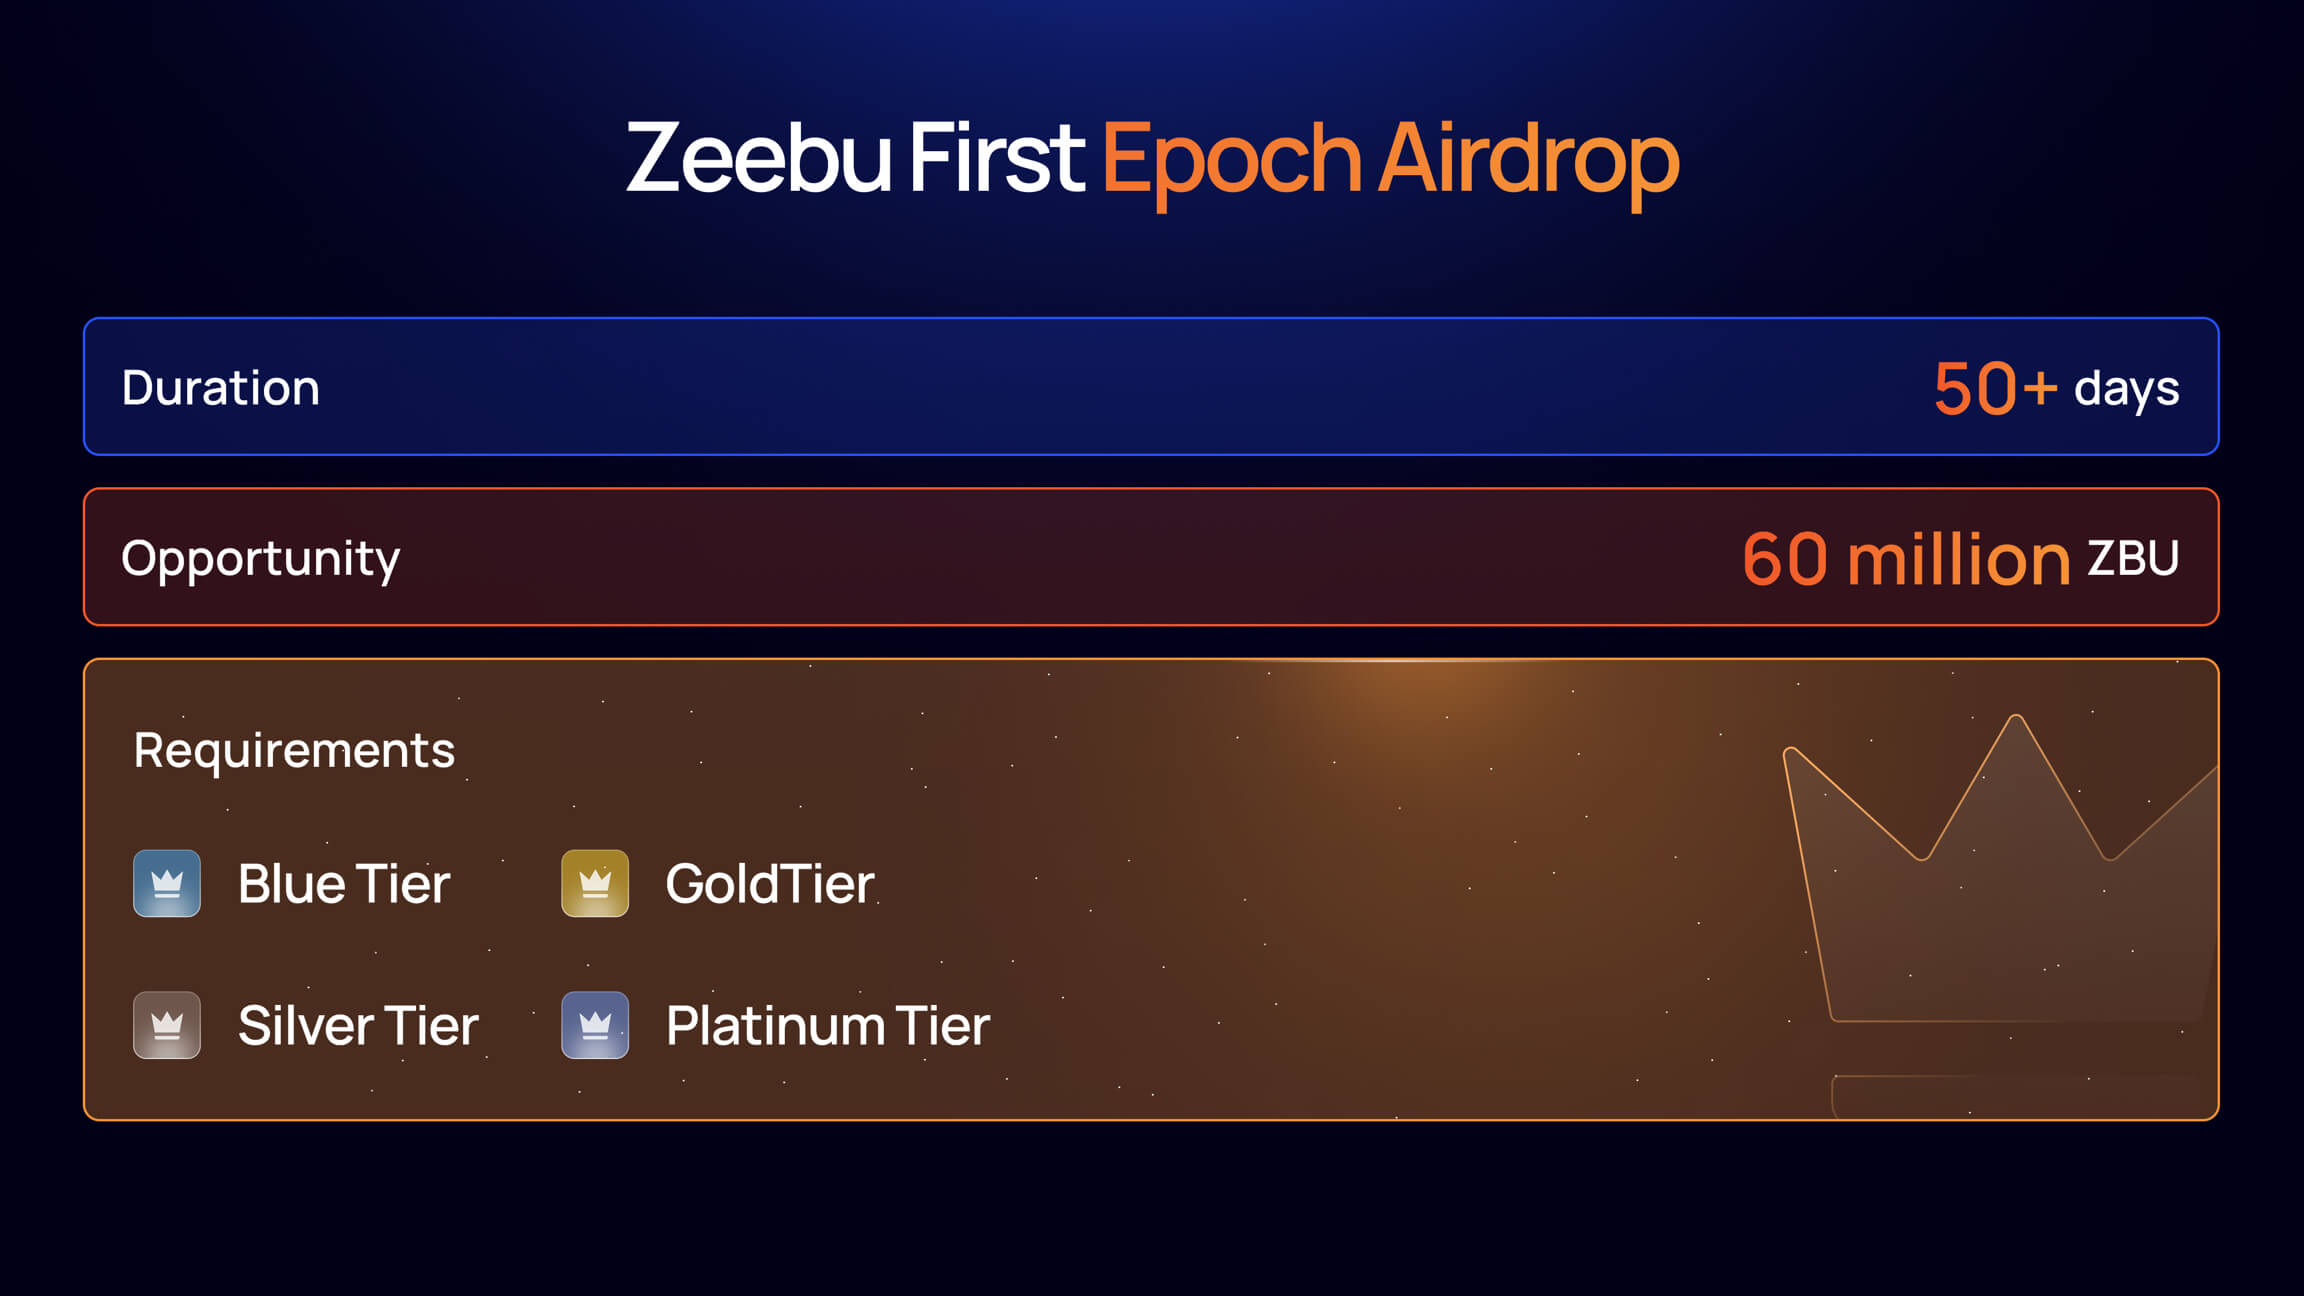 Zeebu First Epoch Airdrop
Duration 50+ days
Opportunity 60 million ZBU
Requirements
Blue Tier GoldTier
Silver Tier Platinum Tier